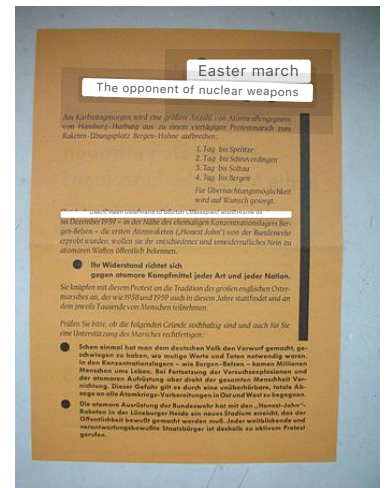 Easter march
The opponent of nuclear weapons
Am Karfreitagmorgen wird eine größere Anzahl von Atomwaffengegnern
von Hamburg-Harburg aus zu einem viertägigen Protestmarsch zum
Raketen-Übungsplatz Bergen-Hohne aufbrechen:
1. Tag bis Sprötze
2. Tag bis Schneverdingen
3. Tag bis Soltau
4. Tag bis Bergen
Für Übernachtungsmöglichkeit
wird auf Wunsch gesorgt.
im Dezember 1959 – in der Nähe des ehemaligen Konzentrationslagers Ber-
gen-Belsen – die ersten Atomraketen („Honest John“) von der Bundeswehr
erprobt wurden, wollen sie ihr entschiedenes und unwiderrufliches Nein zu
atomaren Waffen öffentlich bekennen.
Ihr Widerstand richtet sich
gegen atomare Kampfmittel jeder Art und jeder Nation.
Sie knüpfen mit diesem Protest an die Tradition des großen englischen Oster-
marsches an, der wie 1958 und 1959 auch in diesem Jahre stattfindet und an
dem jeweils Tausende von Menschen teilnehmen.
Prüfen Sie bitte, ob die folgenden Gründe stichhaltig sind und auch für Sie
eine Unterstützung des Marsches rechtfertigen:
Schon einmal hat man dem deutschen Volk den Vorwurf gemacht, ge-
schwiegen zu haben, wo mutige Worte und Taten notwendig waren.
In den Konzentrationslagern – wie Bergen-Belsen – kamen Millionen
Menschen ums Leben. Bei Fortsetzung der Versuchsexplosionen und
der atomaren Aufrüstung aber droht der gesamten Menschheit Ver-
nichtung. Dieser Gefahr gilt es durch eine unüberhörbare, totale Ab-
sage an alle Atomkriegs-Vorbereitungen in Ost und West zu begegnen.
Die atomare Ausrüstung der Bundeswehr hat mit den „Honest-John“-
Raketen in der Lüneburger Heide ein neues Stadium erreicht, das der
Öffentlichkeit bewußt gemacht werden muß. Jeder weitblickende und
verantwortungsbewußte Staatsbürger ist deshalb zu aktivem Protest
gerufen.